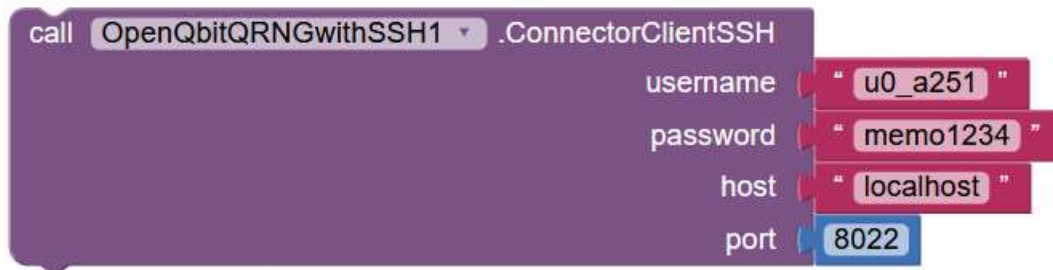 call OpenQbitQRNGwithSSH1 .ConnectorClientSSH
username “ u0_a251 ”
password “ memo1234 ”
host “ localhost ”
port 8022